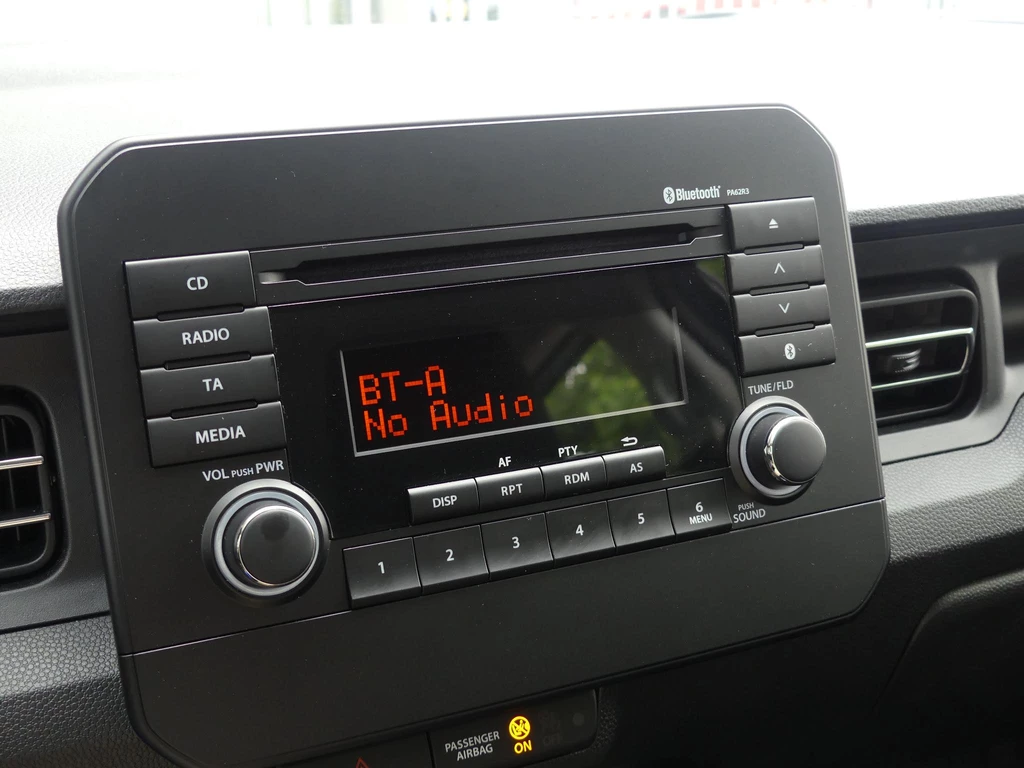 Bluetooth® PA62R3
CD
RADIO
TA
MEDIA
BT-A
No Audio
TUNE/FLD
VOL PUSH PWR
AF
PTY
DISP
RPT
RDM
AS
PUSH
SOUND
1
2
3
4
5
6
MENU
PASSENGER
AIRBAG
ON